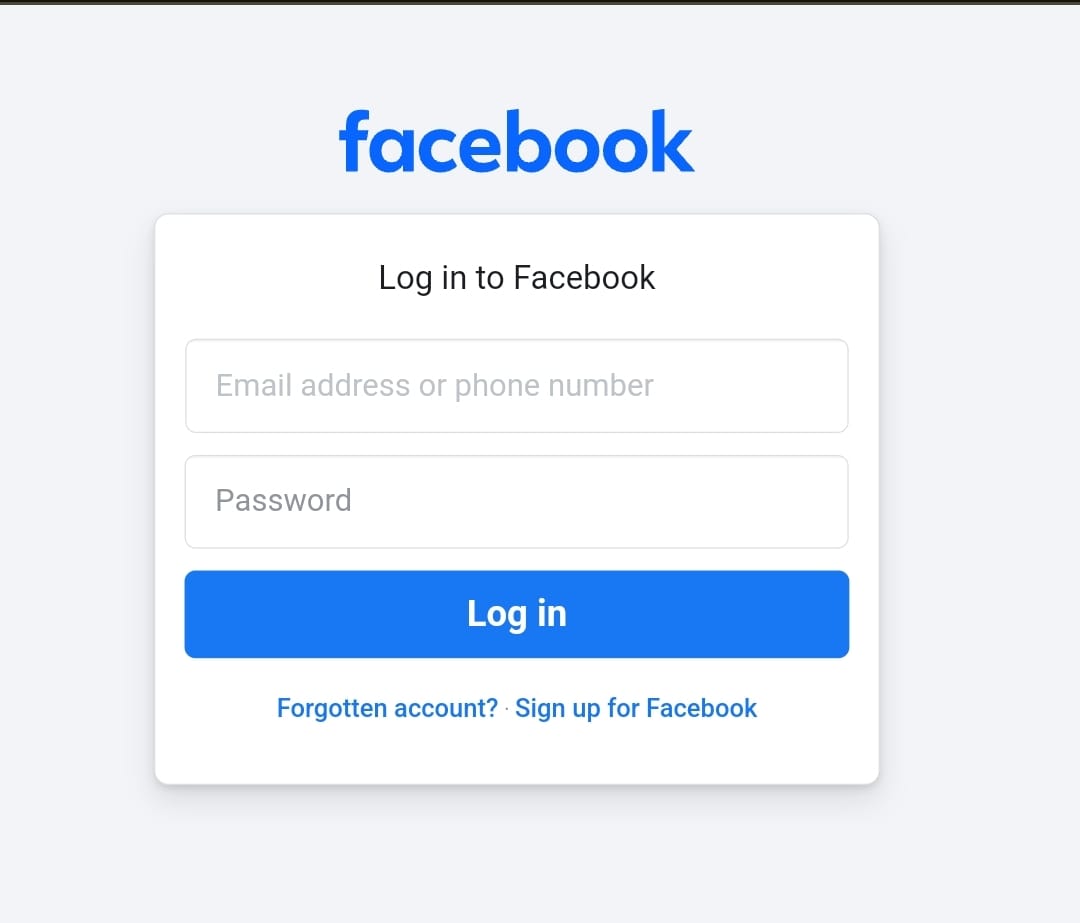 facebook
Log in to Facebook
Email address or phone number
Password
Log in
Forgotten account? · Sign up for Facebook